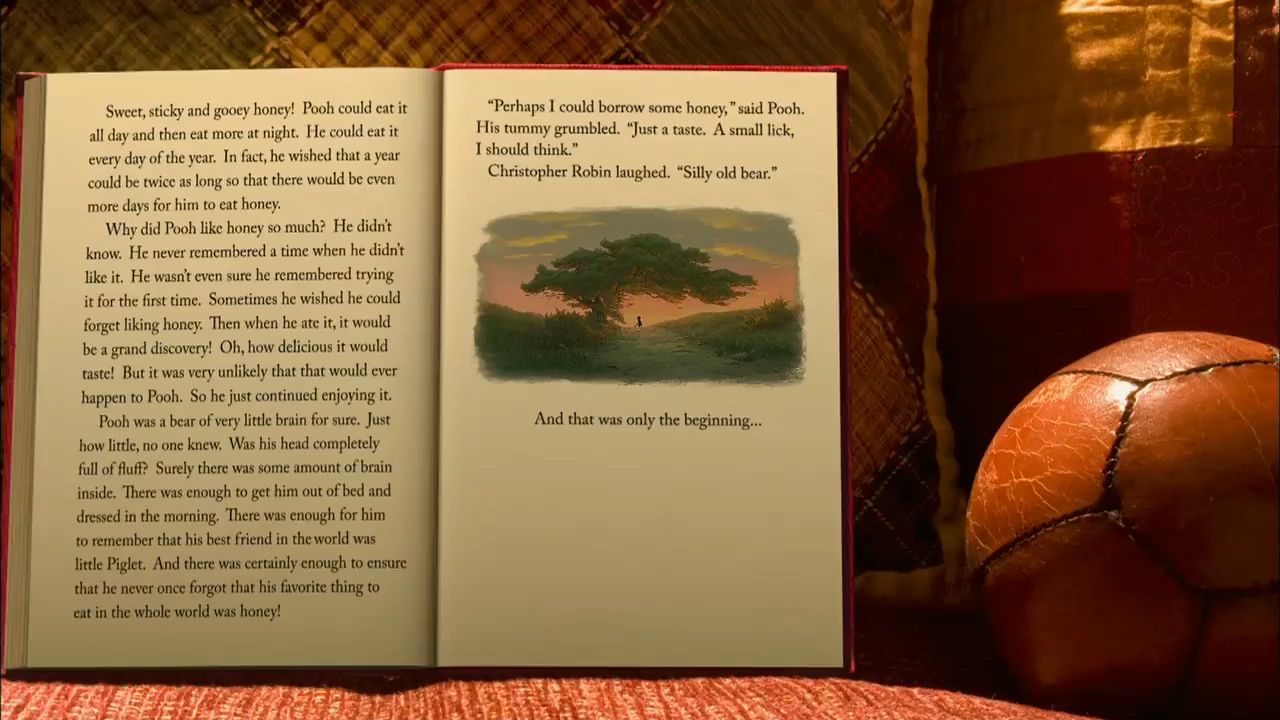 Sweet, sticky and gooey honey! Pooh could eat it
all day and then eat more at night. He could eat it
every day of the year. In fact, he wished that a year
could be twice as long so that there would be even
more days for him to eat honey.
Why did Pooh like honey so much? He didn't
know. He never remembered a time when he didn't
like it. He wasn't even sure he remembered trying
it for the first time. Sometimes he wished he could
forget liking honey. Then when he ate it, it would
be a grand discovery! Oh, how delicious it would
taste! But it was very unlikely that that would ever
happen to Pooh. So he just continued enjoying it.
Pooh was a bear of very little brain for sure. Just
how little, no one knew. Was his head completely
full of fluff? Surely there was some amount of brain
inside. There was enough to get him out of bed and
dressed in the morning. There was enough for him
to remember that his best friend in the world was
little Piglet. And there was certainly enough to ensure
that he never once forgot that his favorite thing to
eat in the whole world was honey!
“Perhaps I could borrow some honey,” said Pooh.
His tummy grumbled. “Just a taste. A small lick,
I should think.”
Christopher Robin laughed. “Silly old bear.”
And that was only the beginning...